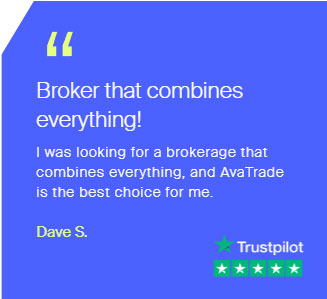 “
Broker that combines
everything!
I was looking for a brokerage that
combines everything, and AvaTrade
is the best choice for me.
Dave S.
Trustpilot